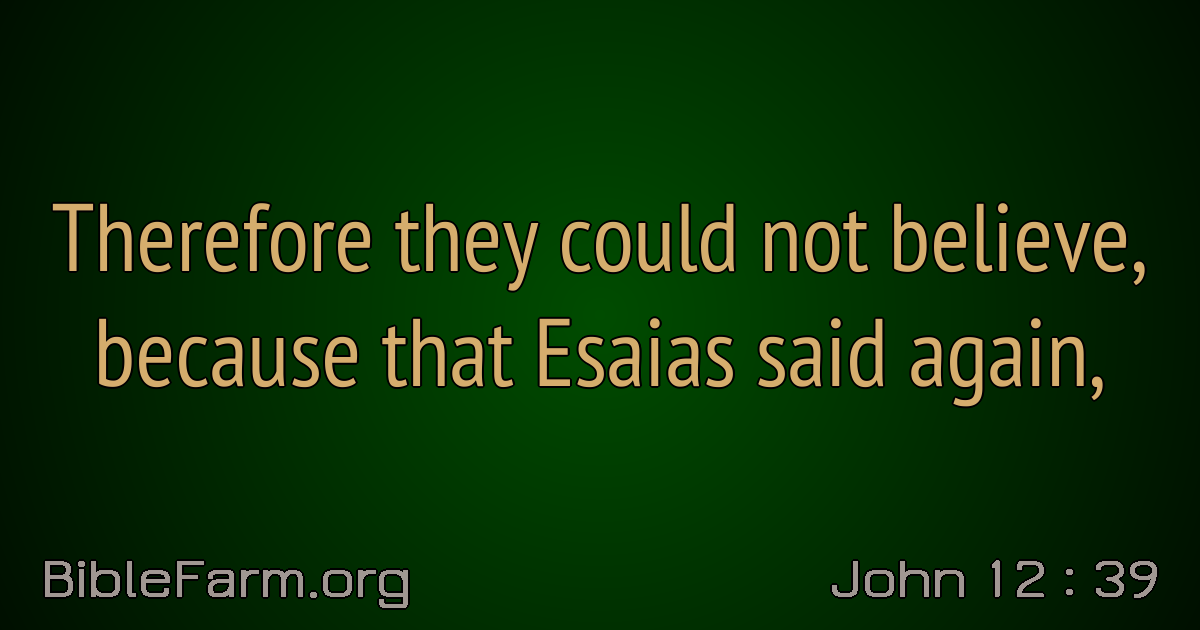 Therefore they could not believe,
because that Esaias said again,
BibleFarm.org
John 12 : 39